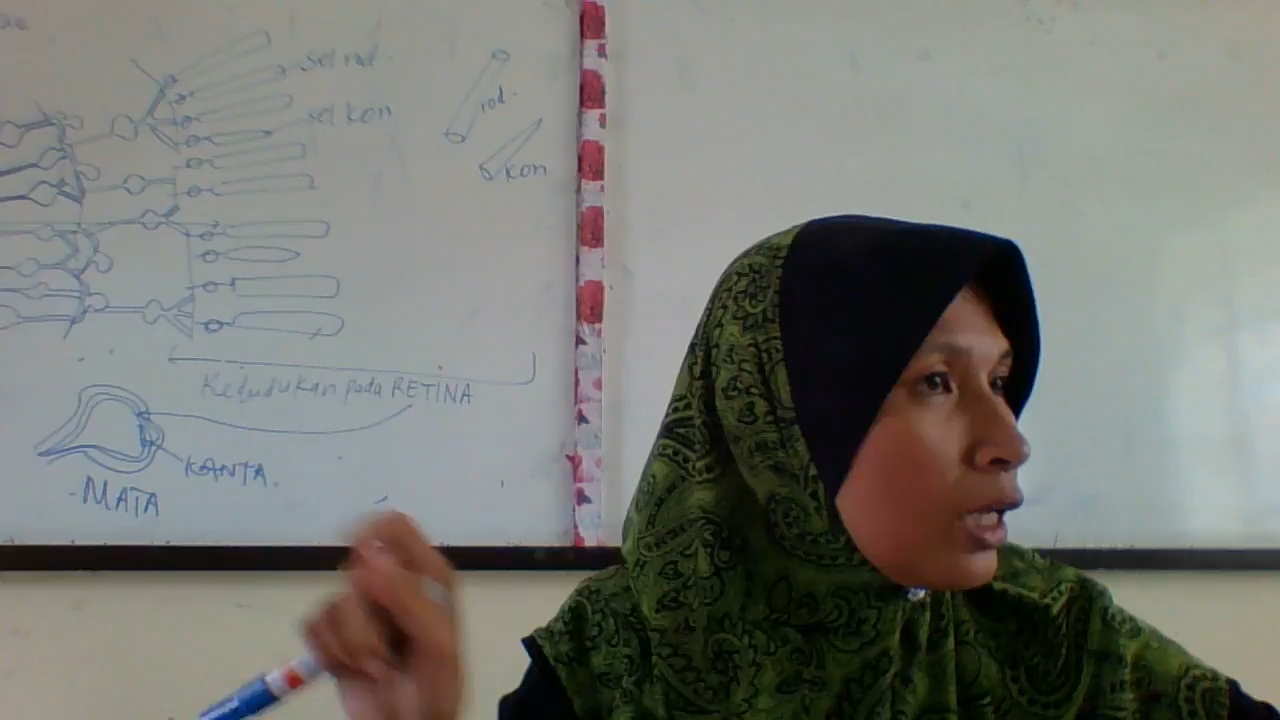 sel rod.
sel kon
rod.
kon
Kedudukan pada RETINA
KANTA.
- MATA